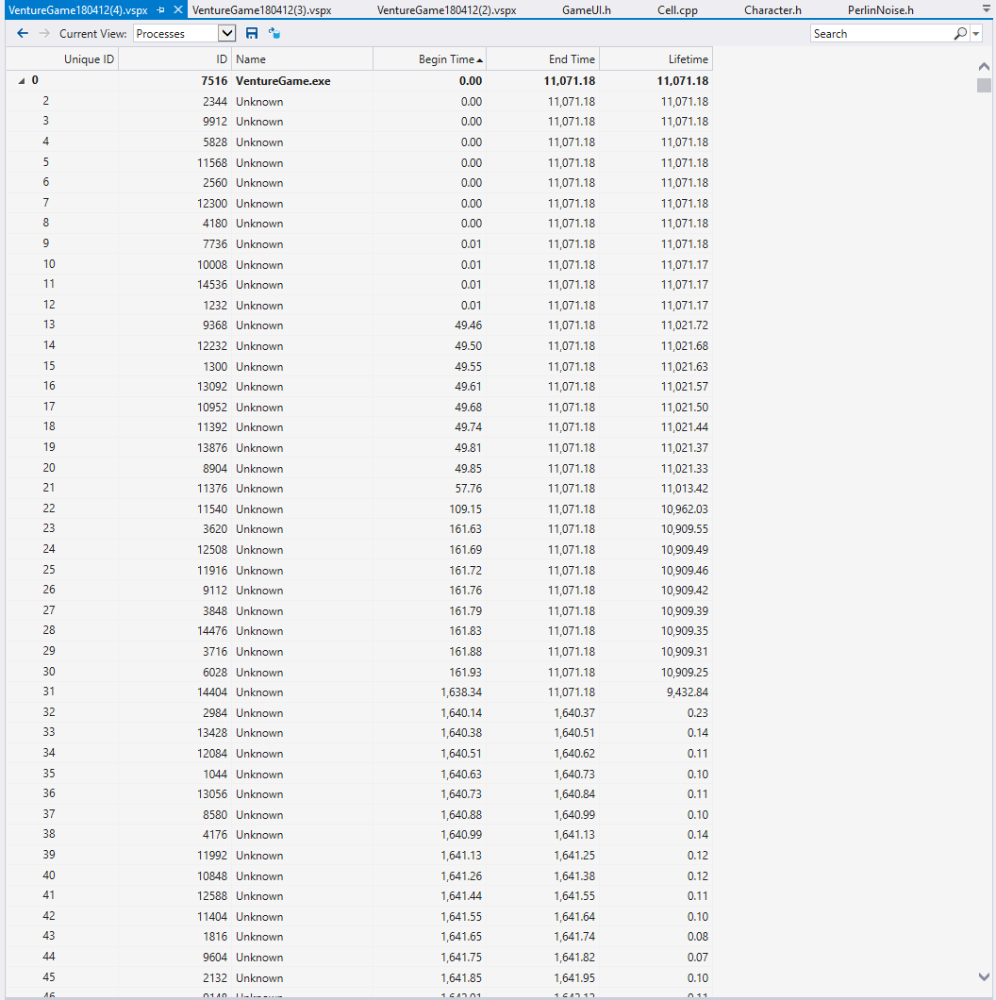 VentureGame180412(4).vspx VentureGame180412(3).vspx VentureGame180412(2).vspx GameUI.h Cell.cpp Character.h PerlinNoise.h
Current View: Processes Search
Unique ID ID Name Begin Time End Time Lifetime
0 7516 VentureGame.exe 0.00 11,071.18 11,071.18
2 2344 Unknown 0.00 11,071.18 11,071.18
3 9912 Unknown 0.00 11,071.18 11,071.18
4 5828 Unknown 0.00 11,071.18 11,071.18
5 11568 Unknown 0.00 11,071.18 11,071.18
6 2560 Unknown 0.00 11,071.18 11,071.18
7 12300 Unknown 0.00 11,071.18 11,071.18
8 4180 Unknown 0.00 11,071.18 11,071.18
9 7736 Unknown 0.01 11,071.18 11,071.18
10 10008 Unknown 0.01 11,071.18 11,071.17
11 14536 Unknown 0.01 11,071.18 11,071.17
12 1232 Unknown 0.01 11,071.18 11,071.17
13 9368 Unknown 49.46 11,071.18 11,021.72
14 12232 Unknown 49.50 11,071.18 11,021.68
15 1300 Unknown 49.55 11,071.18 11,021.63
16 13092 Unknown 49.61 11,071.18 11,021.57
17 10952 Unknown 49.68 11,071.18 11,021.50
18 11392 Unknown 49.74 11,071.18 11,021.44
19 13876 Unknown 49.81 11,071.18 11,021.37
20 8904 Unknown 49.85 11,071.18 11,021.33
21 11376 Unknown 57.76 11,071.18 11,013.42
22 11540 Unknown 109.15 11,071.18 10,962.03
23 3620 Unknown 161.63 11,071.18 10,909.55
24 12508 Unknown 161.69 11,071.18 10,909.49
25 11916 Unknown 161.72 11,071.18 10,909.46
26 9112 Unknown 161.76 11,071.18 10,909.42
27 3848 Unknown 161.79 11,071.18 10,909.39
28 14476 Unknown 161.83 11,071.18 10,909.35
29 3716 Unknown 161.88 11,071.18 10,909.31
30 6028 Unknown 161.93 11,071.18 10,909.25
31 14404 Unknown 1,638.34 11,071.18 9,432.84
32 2984 Unknown 1,640.14 1,640.37 0.23
33 13428 Unknown 1,640.38 1,640.51 0.14
34 12084 Unknown 1,640.51 1,640.62 0.11
35 1044 Unknown 1,640.63 1,640.73 0.10
36 13056 Unknown 1,640.73 1,640.84 0.11
37 8580 Unknown 1,640.88 1,640.99 0.10
38 4176 Unknown 1,640.99 1,641.13 0.14
39 11992 Unknown 1,641.13 1,641.25 0.12
40 10848 Unknown 1,641.26 1,641.38 0.12
41 12588 Unknown 1,641.44 1,641.55 0.11
42 11404 Unknown 1,641.55 1,641.64 0.10
43 1816 Unknown 1,641.65 1,641.74 0.08
44 9604 Unknown 1,641.75 1,641.82 0.07
45 2132 Unknown 1,641.85 1,641.95 0.10